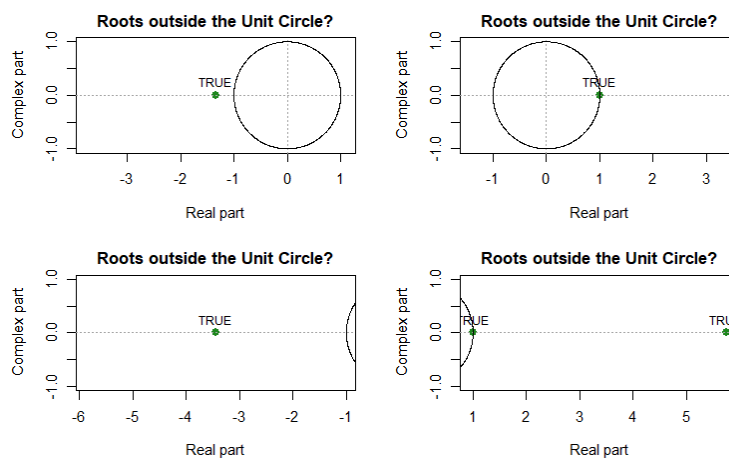 Roots outside the Unit Circle?
Complex part
1.0
0.0
-1.0
TRUE
-3
-2
-1
0
1
Real part
Roots outside the Unit Circle?
Complex part
1.0
0.0
-1.0
TRUE
-1
0
1
2
3
Real part
Roots outside the Unit Circle?
Complex part
1.0
0.0
-1.0
TRUE
-6
-5
-4
-3
-2
-1
Real part
Roots outside the Unit Circle?
Complex part
1.0
0.0
-1.0
RUE
TRU
1
2
3
4
5
Real part